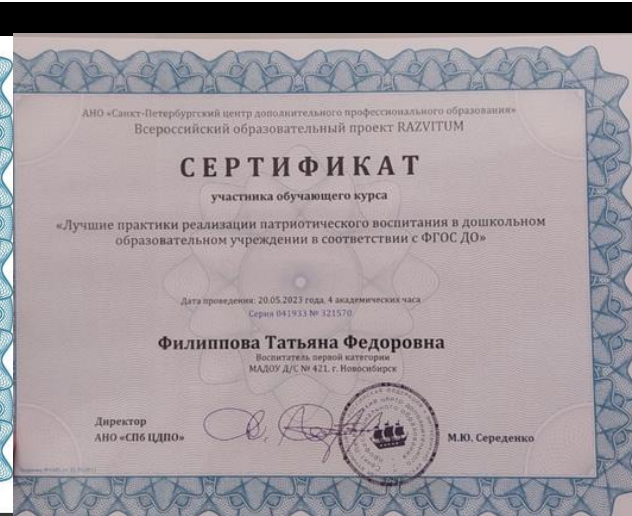 АНО «Санкт-Петербургский центр дополнительного профессионального образования»
Всероссийский образовательный проект RAZVITUM
СЕРТИФИКАТ
участника обучающего курса
«Лучшие практики реализации патриотического воспитания в дошкольном
образовательном учреждении в соответствии с ФГОС ДО»
Дата проведения: 20.05.2023 года, 4 академических часа
Серия 041933 № 321570
Филиппова Татьяна Федоровна
Воспитатель первой категории
МАДОУ Д/С № 421, г. Новосибирск
Директор
АНО «СПб ЦДПО»
М.Ю. Середенко